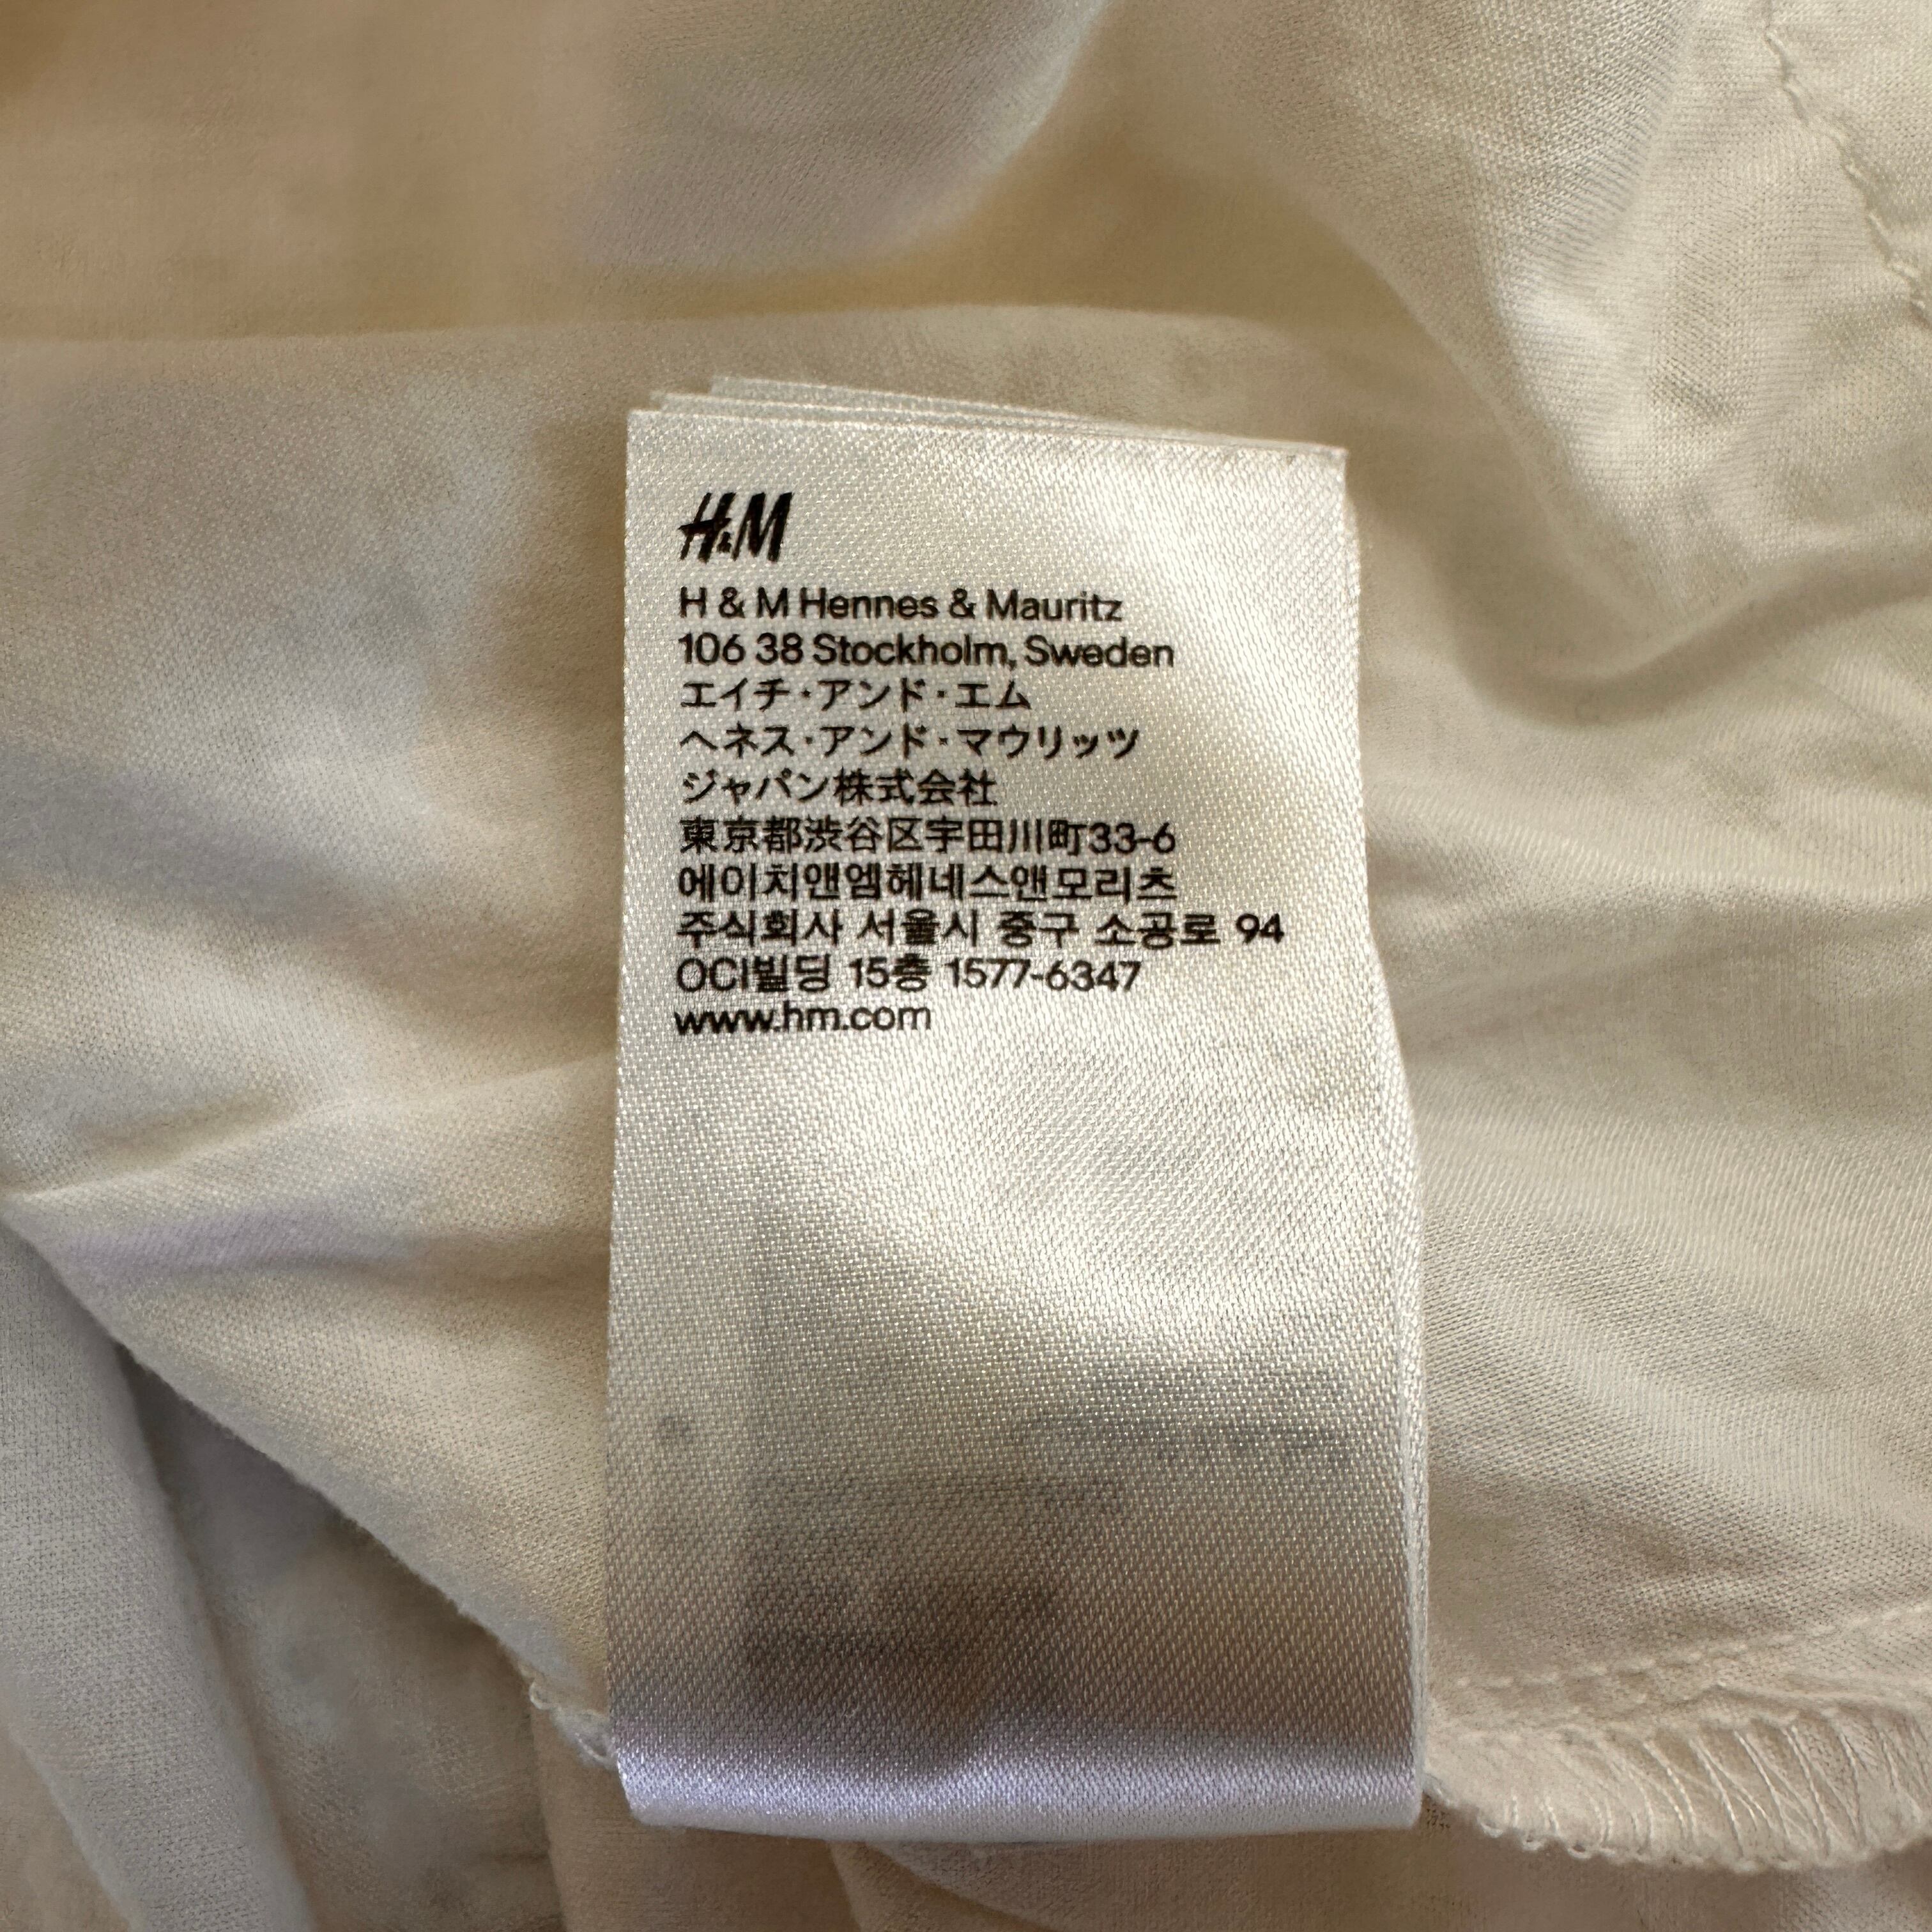 H&M
H & M Hennes & Mauritz
106 38 Stockholm, Sweden
エイチ・アンド・エム
ヘネス・アンド・マウリッツ
ジャパン株式会社
東京都渋谷区宇田川町33-6
에이치앤엠헤네스앤모리츠
주식회사 서울시 중구 소공로 94
OCI빌딩 15층 1577-6347
www.hm.com